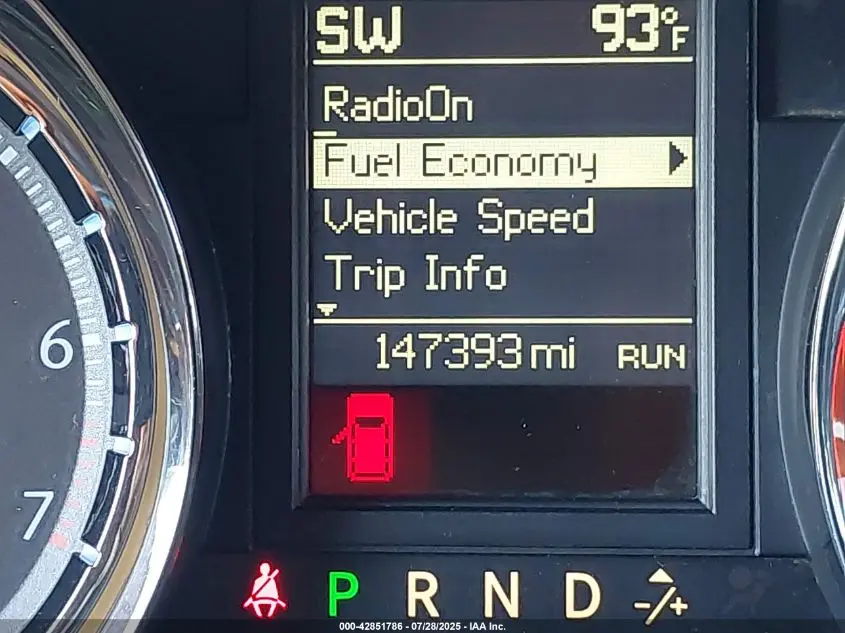 SW 93°F
RadioOn
Fuel Economy
Vehicle Speed
Trip Info
147393 mi RUN
6
7
P R N D -/+
000-42851786 - 07/28/2025 - IAA Inc.